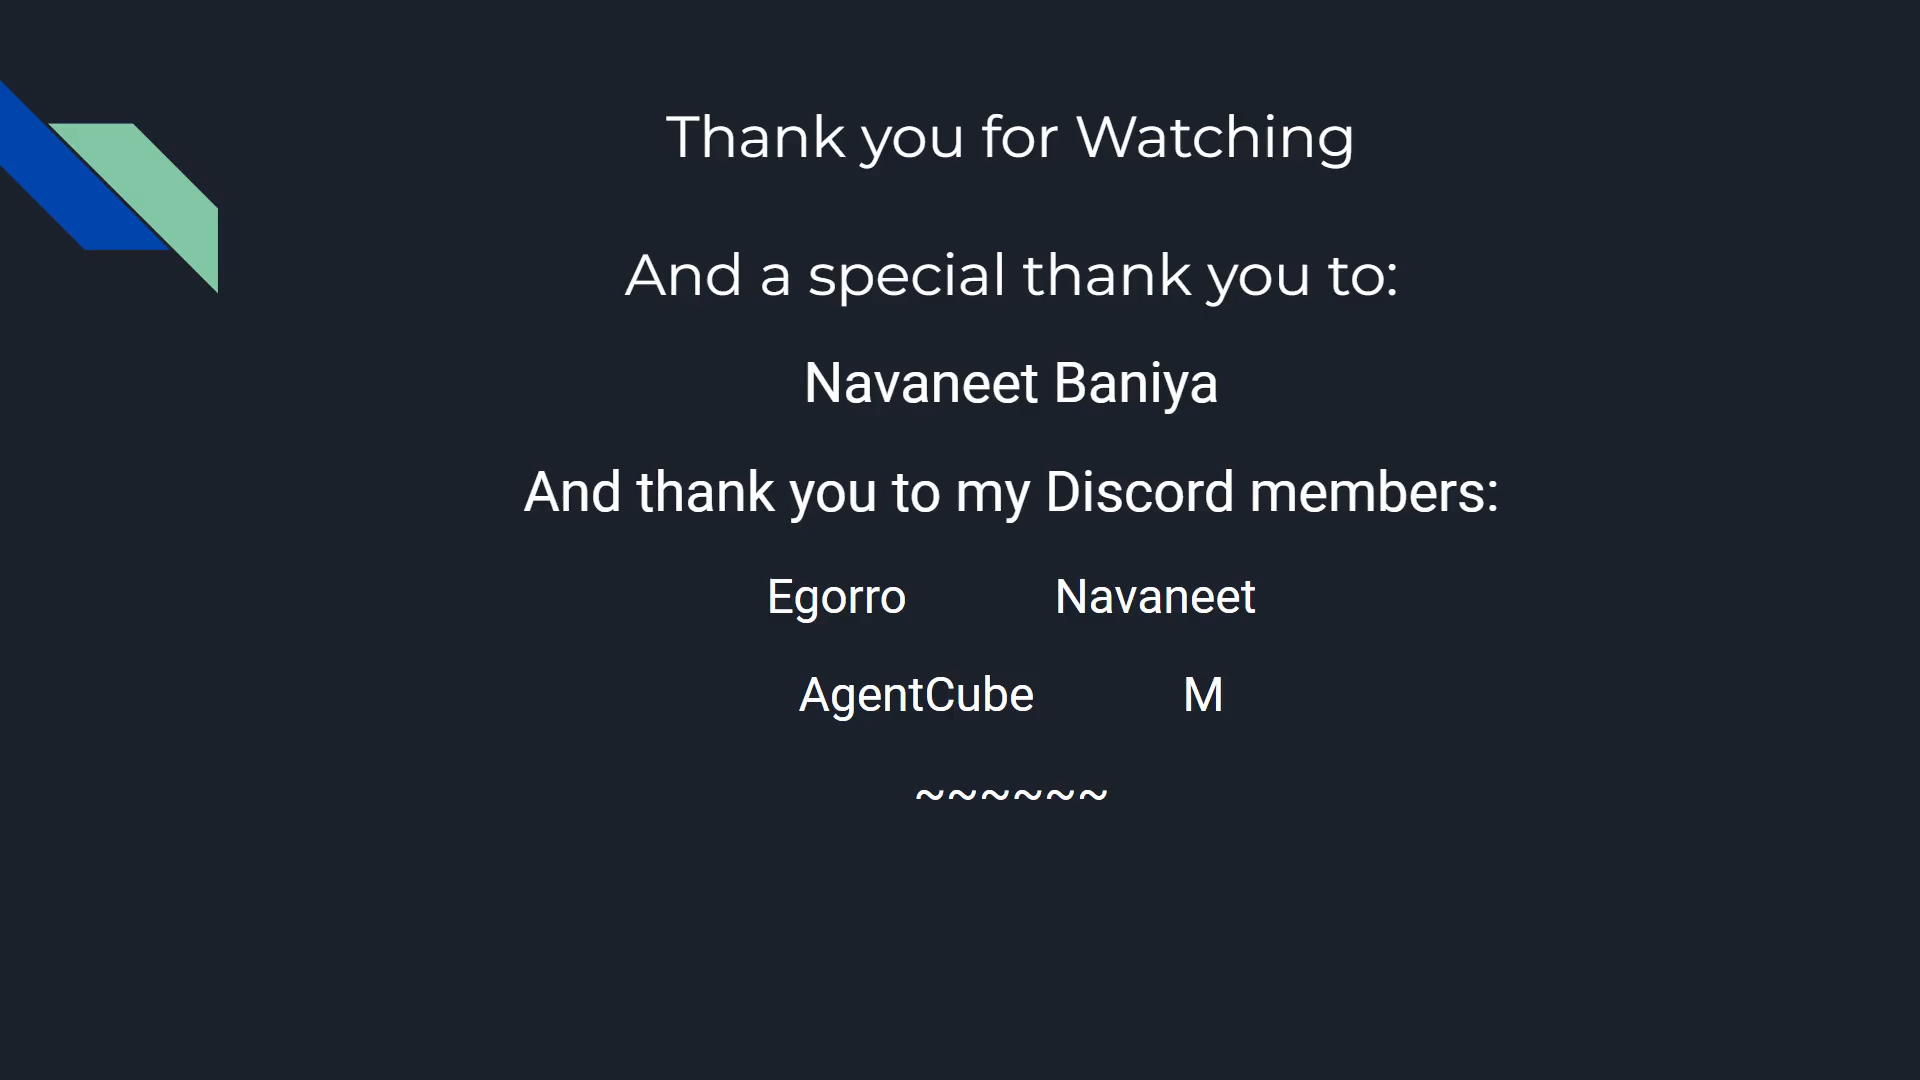 Thank you for Watching
And a special thank you to:
Navaneet Baniya
And thank you to my Discord members:
Egorro Navaneet
AgentCube M
~~~~~~